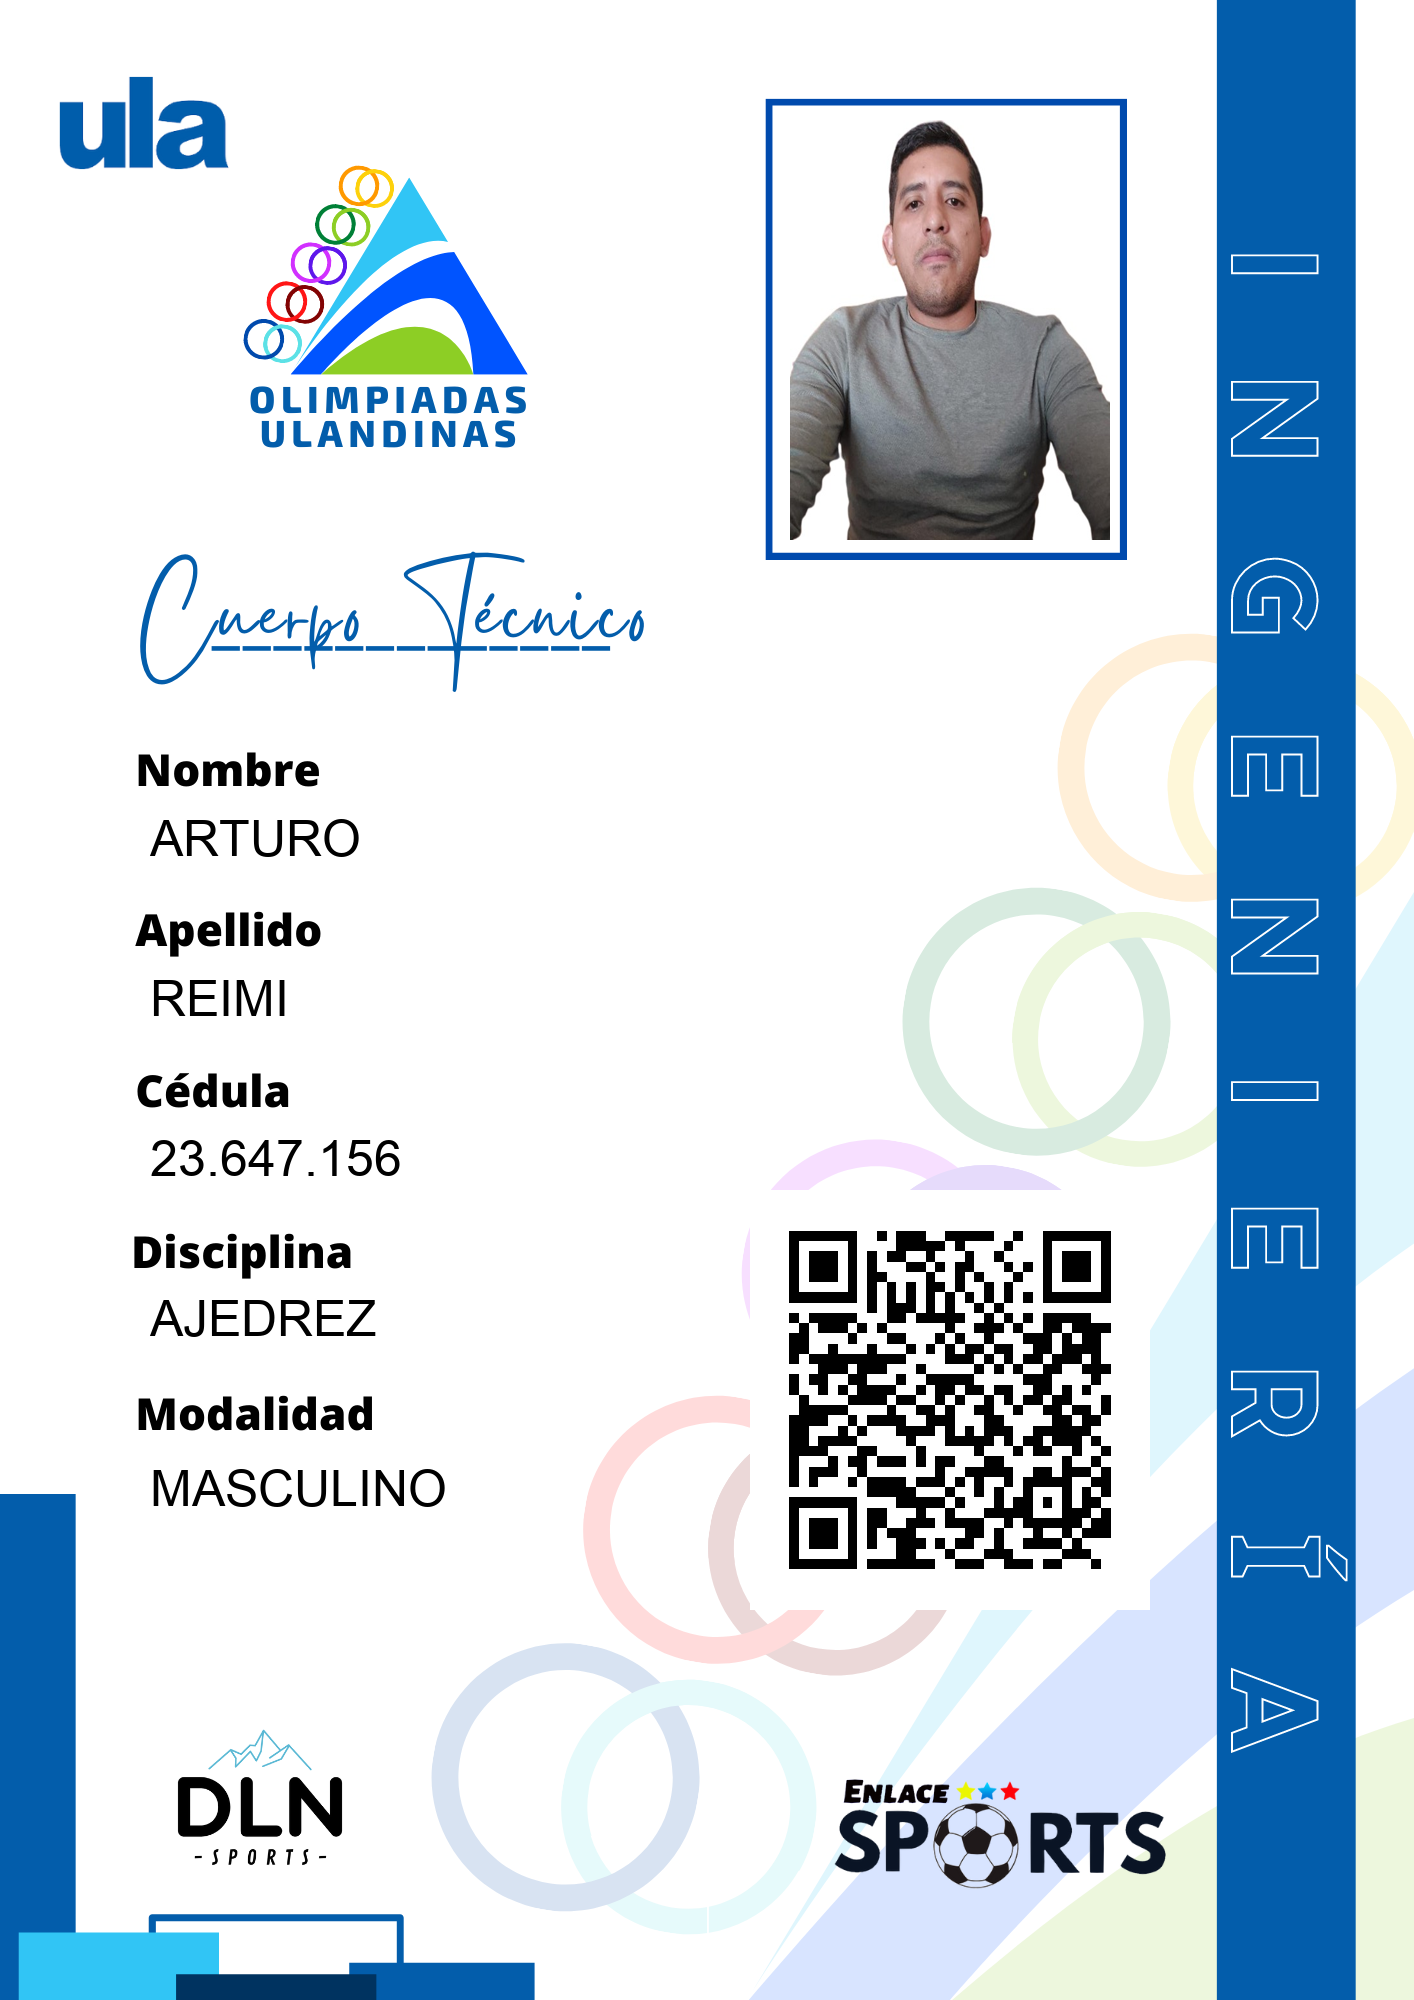 ula
OLIMPIADAS
ULANDINAS
Cuerpo Técnico
Nombre
ARTURO
Apellido
REIMI
Cédula
23.647.156
Disciplina
AJEDREZ
Modalidad
MASCULINO
INGENIERÍA
DLN
-SPORTS-
ENLACE
SPORTS